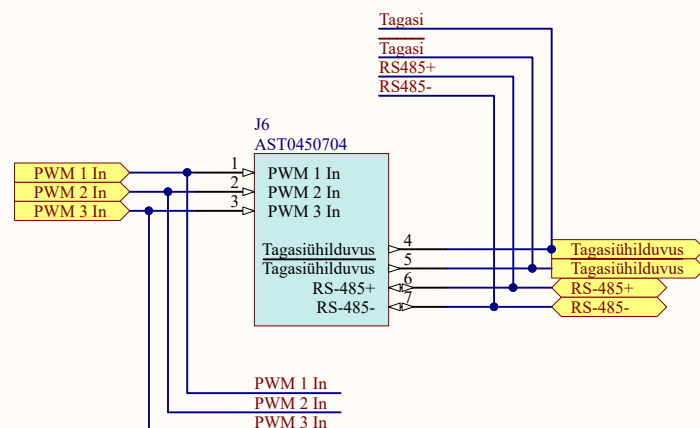 Tagasi
Tagasi
RS485+
RS485-
J6
AST0450704
PWM 1 In
PWM 2 In
PWM 3 In
1
2
3
PWM 1 In
PWM 2 In
PWM 3 In
Tagasiühilduvus
Tagasiühilduvus
RS-485+
RS-485-
4
5
6
7
Tagasiühilduvus
Tagasiühilduvus
RS-485+
RS-485-
PWM 1 In
PWM 2 In
PWM 3 In